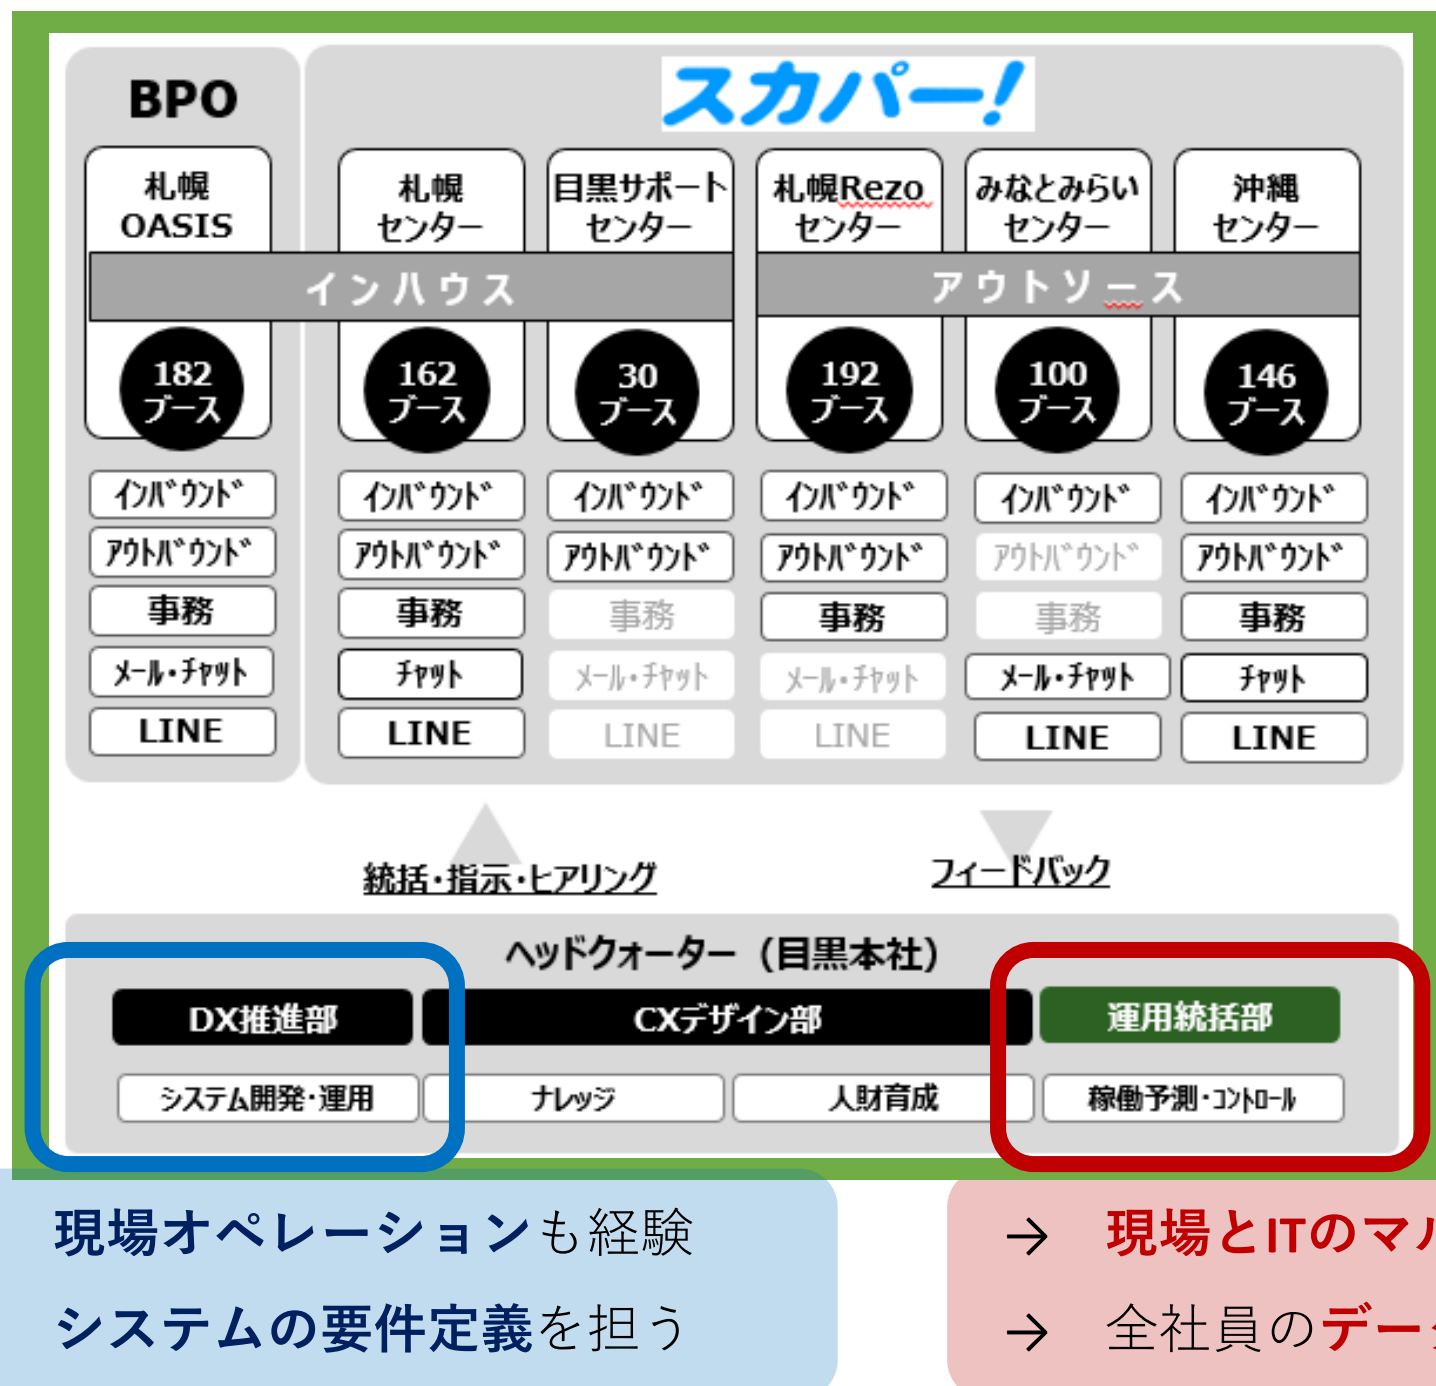 BPO
スカパー!
札幌
OASIS
札幌
センター
目黒サポート
センター
札幌Rezo
センター
みなとみらい
センター
沖縄
センター
インハウス
アウトソース
182
ブース
162
ブース
30
ブース
192
ブース
100
ブース
146
ブース
ｲﾝﾊﾞｳﾝﾄﾞ
ｲﾝﾊﾞｳﾝﾄﾞ
ｲﾝﾊﾞｳﾝﾄﾞ
ｲﾝﾊﾞｳﾝﾄﾞ
ｲﾝﾊﾞｳﾝﾄﾞ
ｲﾝﾊﾞｳﾝﾄﾞ
ｱｳﾄﾊﾞｳﾝﾄﾞ
ｱｳﾄﾊﾞｳﾝﾄﾞ
ｱｳﾄﾊﾞｳﾝﾄﾞ
ｱｳﾄﾊﾞｳﾝﾄﾞ
ｱｳﾄﾊﾞｳﾝﾄﾞ
ｱｳﾄﾊﾞｳﾝﾄﾞ
事務
事務
事務
事務
事務
事務
ﾒｰﾙ･ﾁｬｯﾄ
ﾁｬｯﾄ
ﾒｰﾙ･ﾁｬｯﾄ
ﾒｰﾙ･ﾁｬｯﾄ
ﾒｰﾙ･ﾁｬｯﾄ
ﾁｬｯﾄ
LINE
LINE
LINE
LINE
LINE
LINE
統括・指示・ヒアリング
フィードバック
ヘッドクォーター（目黒本社）
DX推進部
CXデザイン部
運用統括部
システム開発・運用
ナレッジ
人財育成
稼働予測・ｺﾝﾄﾛｰﾙ
現場オペレーションも経験
→ 現場とITのマル
システムの要件定義を担う
→ 全社員のデータ